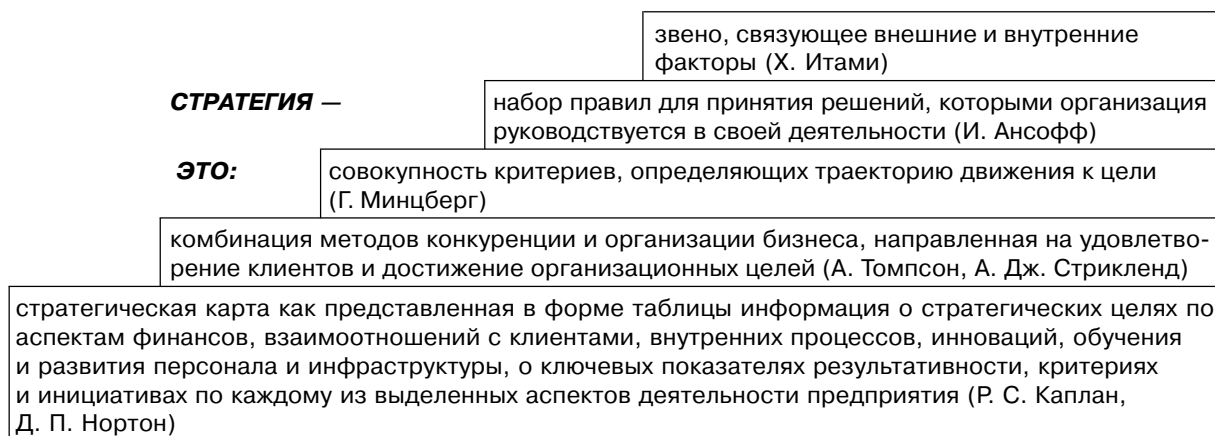 звено, связующее внешние и внутренние
факторы (Х. Итами)
СТРАТЕГИЯ —
набор правил для принятия решений, которыми организация
руководствуется в своей деятельности (И. Ансофф)
ЭТО:
совокупность критериев, определяющих траекторию движения к цели
(Г. Минцберг)
комбинация методов конкуренции и организации бизнеса, направленная на удовлетво-
рение клиентов и достижение организационных целей (А. Томпсон, А. Дж. Стрикленд)
стратегическая карта как представленная в форме таблицы информация о стратегических целях по
аспектам финансов, взаимоотношений с клиентами, внутренних процессов, инноваций, обучения
и развития персонала и инфраструктуры, о ключевых показателях результативности, критериях
и инициативах по каждому из выделенных аспектов деятельности предприятия (Р. С. Каплан,
Д. П. Нортон)